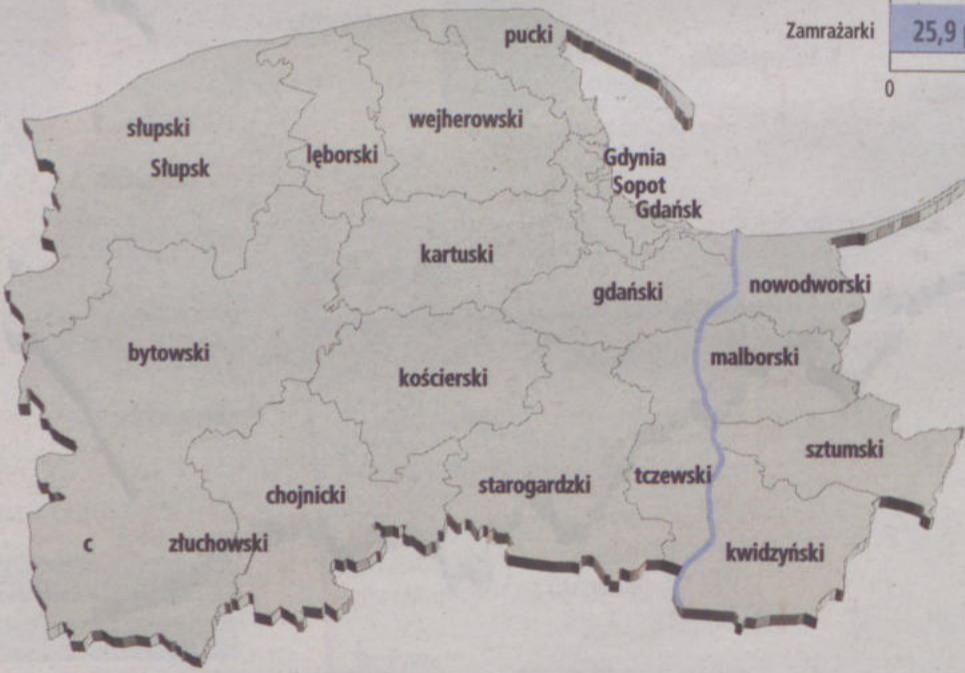 Zamrażarki 25,9
0
pucki
słupski
Słupsk
lęborski
wejherowski
Gdynia
Sopot
Gdańsk
kartuski
gdański
nowodworski
bytowski
kościerski
malborski
sztumski
chojnicki
starogardzki
tczewski
c złuchowski
kwidzyński